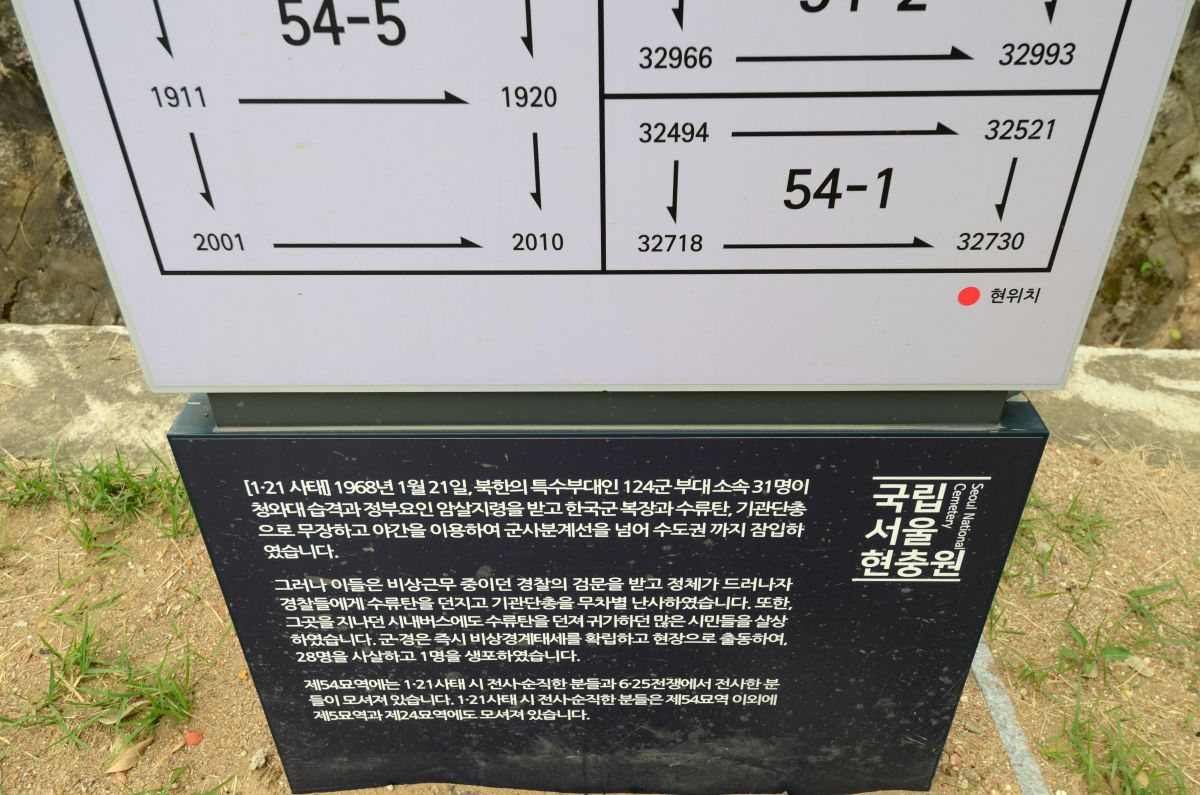 54-5
1911
1920
2001
2010
32966
32993
32494
32521
54-1
32718
32730
현위치
[1·21 사태] 1968년 1월 21일, 북한의 특수부대인 124군 부대 소속 31명이
청와대 습격과 정부요인 암살지령을 받고 한국군 복장과 수류탄, 기관단총
으로 무장하고 야간을 이용하여 군사분계선을 넘어 수도권 까지 잠입하
였습니다.
그러나 이들은 비상근무 중이던 경찰의 검문을 받고 정체가 드러나자
경찰들에게 수류탄을 던지고 기관단총을 무차별 난사하였습니다. 또한,
그곳을 지나던 시내버스에도 수류탄을 던져 귀가하던 많은 시민들을 살상
하였습니다. 군·경은 즉시 비상경계태세를 확립하고 현장으로 출동하여,
28명을 사살하고 1명을 생포하였습니다.
제54묘역에는 1·21사태 시 전사·순직한 분들과 6·25전쟁에서 전사한 분
들이 모셔져 있습니다. 1·21사태 시 전사·순직한 분들은 제54묘역 이외에
제5묘역과 제24묘역에도 모셔져 있습니다.
국립
서울
현충원
Seoul National
Cemetery